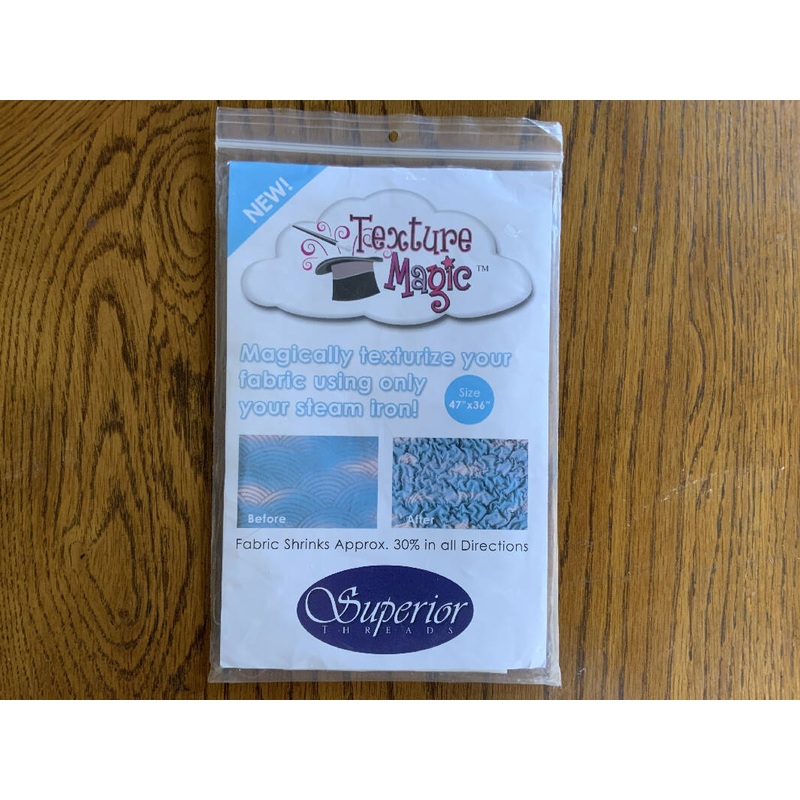 NEW!
Texture
Magic™
Magically texturize your
fabric using only
your steam iron!
Size
47"x36"
Before
After
Fabric Shrinks Approx. 30% in all Directions
Superior
THREADS